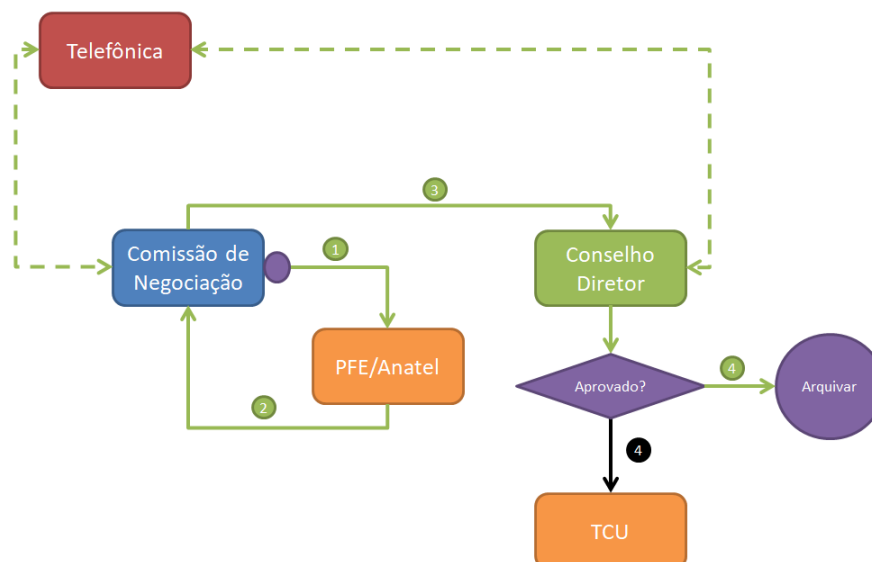 Telefônica
3
Comissão de
Negociação
1
Conselho
Diretor
PFE/Anatel
2
Aprovado?
4
Arquivar
4
TCU